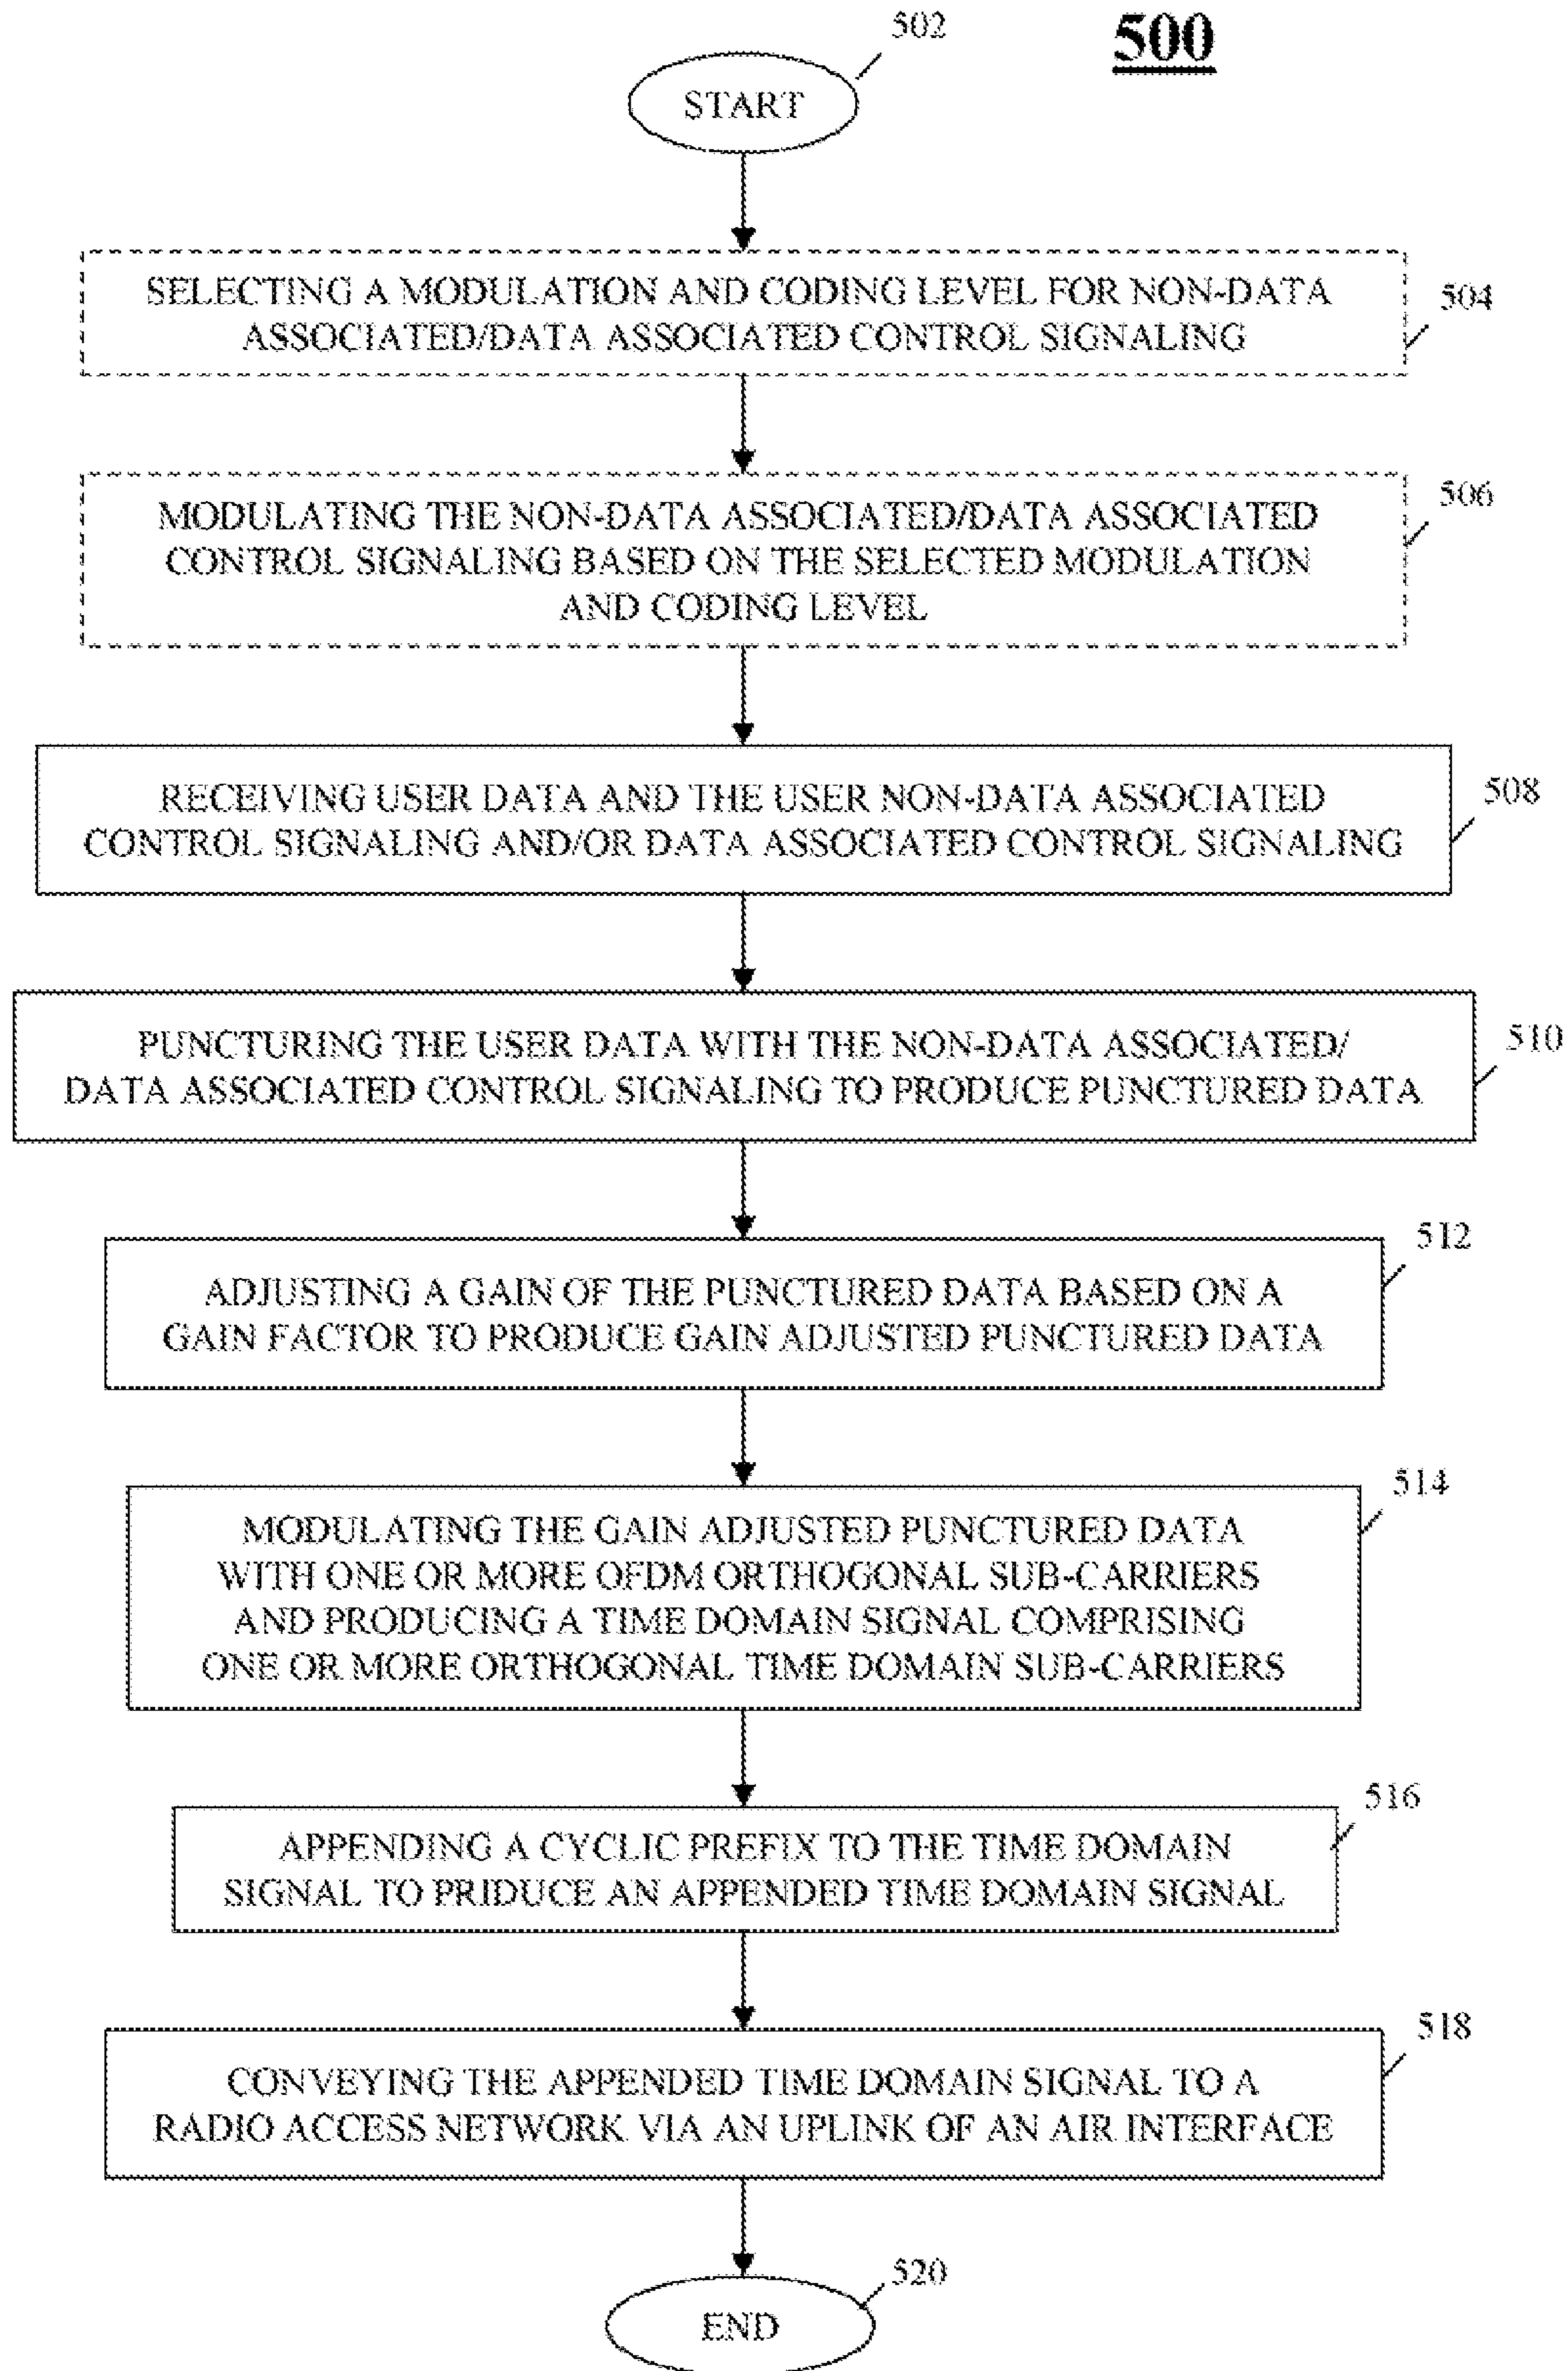 500
502
START
SELECTING A MODULATION AND CODING LEVEL FOR NON-DATA
ASSOCIATED/DATA ASSOCIATED CONTROL SIGNALING
504
MODULATING THE NON-DATA ASSOCIATED/DATA ASSOCIATED
CONTROL SIGNALING BASED ON THE SELECTED MODULATION
AND CODING LEVEL
506
RECEIVING USER DATA AND THE USER NON-DATA ASSOCIATED
CONTROL SIGNALING AND/OR DATA ASSOCIATED CONTROL SIGNALING
508
PUNCTURING THE USER DATA WITH THE NON-DATA ASSOCIATED/
DATA ASSOCIATED CONTROL SIGNALING TO PRODUCE PUNCTURED DATA
510
ADJUSTING A GAIN OF THE PUNCTURED DATA BASED ON A
GAIN FACTOR TO PRODUCE GAIN ADJUSTED PUNCTURED DATA
512
MODULATING THE GAIN ADJUSTED PUNCTURED DATA
WITH ONE OR MORE OFDM ORTHOGONAL SUB-CARRIERS
AND PRODUCING A TIME DOMAIN SIGNAL COMPRISING
ONE OR MORE ORTHOGONAL TIME DOMAIN SUB-CARRIERS
514
APPENDING A CYCLIC PREFIX TO THE TIME DOMAIN
SIGNAL TO PRIDUCE AN APPENDED TIME DOMAIN SIGNAL
516
CONVEYING THE APPENDED TIME DOMAIN SIGNAL TO A
RADIO ACCESS NETWORK VIA AN UPLINK OF AN AIR INTERFACE
518
END
520